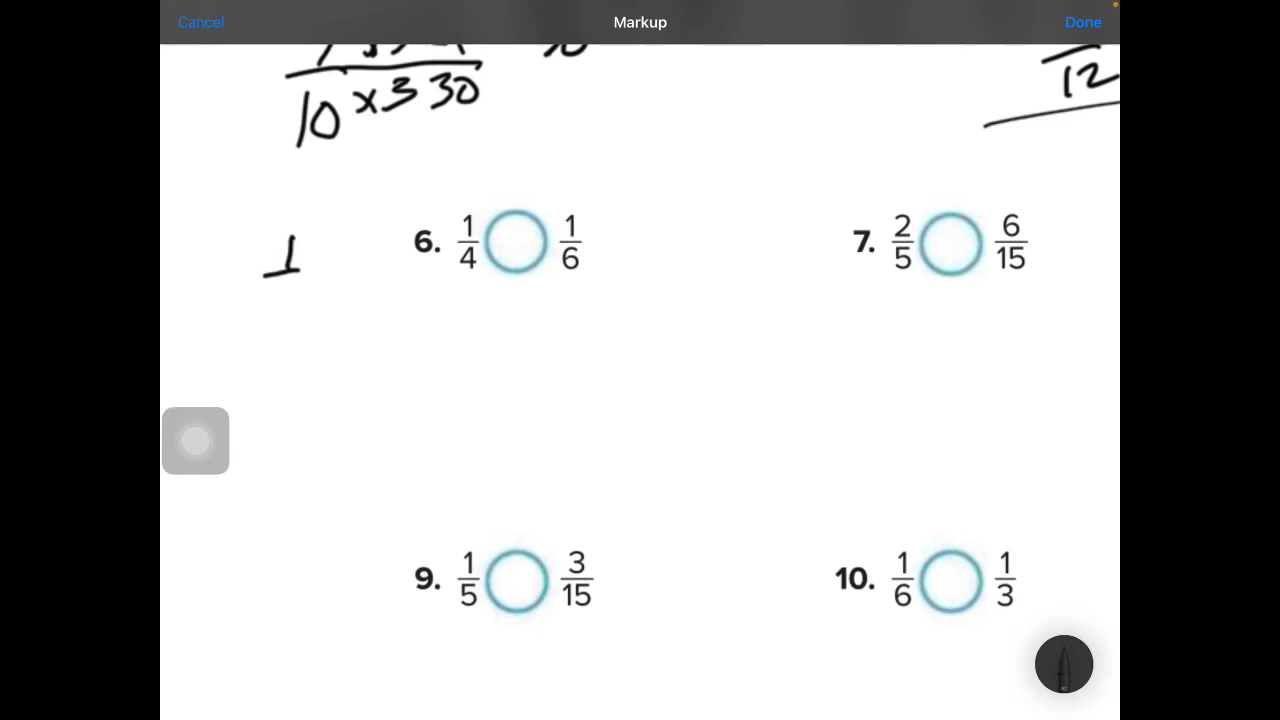 Cancel Markup Done
10 x 3 30
12
1
6. 1/4 1/6
7. 2/5 6/15
9. 1/5 3/15
10. 1/6 1/3